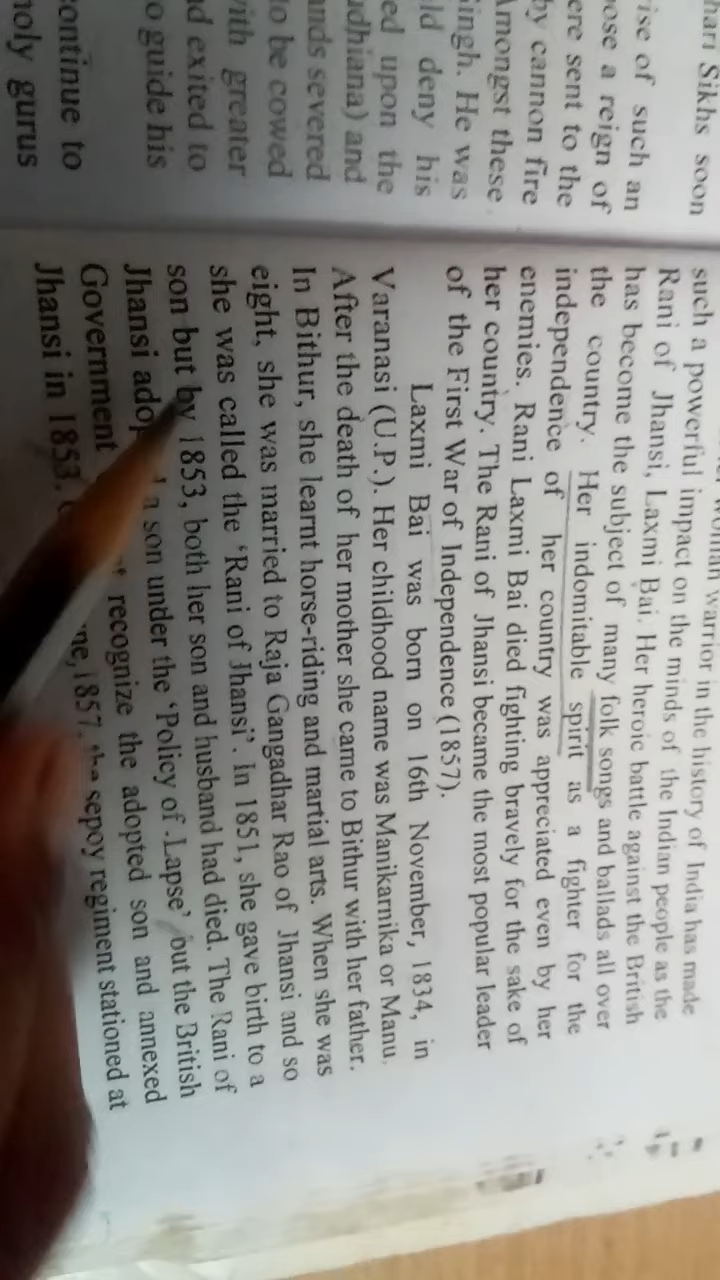 hari Sikhs soon
rise of such an
ose a reign of
ere sent to the
by cannon fire
Amongst these
Singh. He was
ld deny his
ed upon the
udhiana) and
ands severed
to be cowed
with greater
nd exited to
o guide his
continue to
holy gurus
warrior in the history of India has made
such a powerful impact on the minds of the Indian people as the
Rani of Jhansi, Laxmi Bai. Her heroic battle against the British
has become the subject of many folk songs and ballads all over
the country. Her indomitable spirit as a fighter for the
independence of her country was appreciated even by her
enemies. Rani Laxmi Bai died fighting bravely for the sake of
her country. The Rani of Jhansi became the most popular leader
of the First War of Independence (1857).
Laxmi Bai was born on 16th November, 1834, in
Varanasi (U.P.). Her childhood name was Manikarnika or Manu.
After the death of her mother she came to Bithur with her father.
In Bithur, she learnt horse-riding and martial arts. When she was
eight, she was married to Raja Gangadhar Rao of Jhansi and so
she was called the ‘Rani of Jhansi’. In 1851, she gave birth to a
son but by 1853, both her son and husband had died. The Rani of
Jhansi adop a son under the ‘Policy of Lapse’ but the British
Government recognize the adopted son and annexed
Jhansi in 1853. ne, 1857, the sepoy regiment stationed at